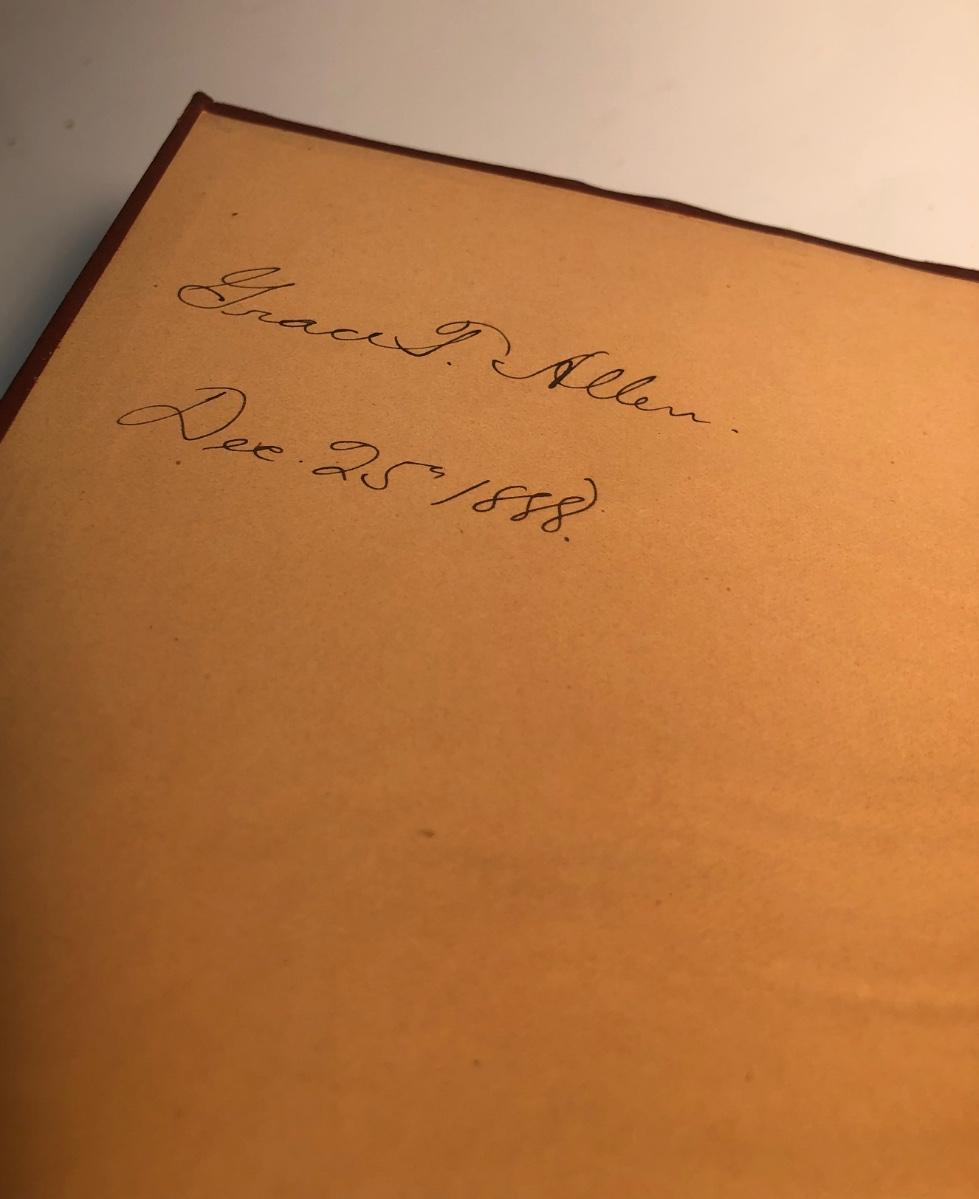 Grace T. Allen.
Dec. 25th 1888.